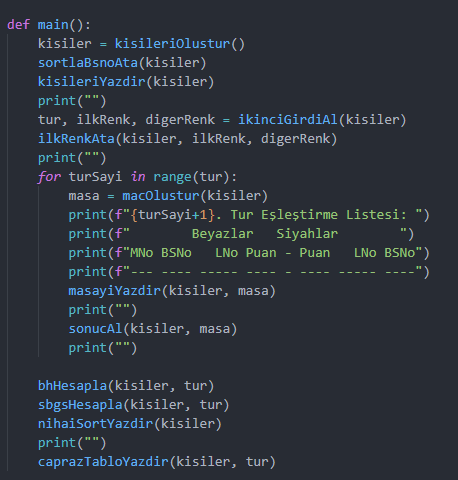 def main():
    kisiler = kisileriOlustur()
    sortlaBsnoAta(kisiler)
    kisileriYazdir(kisiler)
    print("")
    tur, ilkRenk, digerRenk = ikinciGirdiAl(kisiler)
    ilkRenkAta(kisiler, ilkRenk, digerRenk)
    print("")
    for turSayi in range(tur):
        masa = macOlustur(kisiler)
        print(f"{turSayi+1}. Tur Eşleştirme Listesi: ")
        print(f"        Beyazlar   Siyahlar        ")
        print(f"MNo BSNo   LNo Puan - Puan   LNo BSNo")
        print(f"--- ---- ----- ---- - ---- ----- ----")
        masayiYazdir(kisiler, masa)
        print("")
        sonucAl(kisiler, masa)
        print("")

    bhHesapla(kisiler, tur)
    sbgsHesapla(kisiler, tur)
    nihaiSortYazdir(kisiler)
    print("")
    caprazTabloYazdir(kisiler, tur)